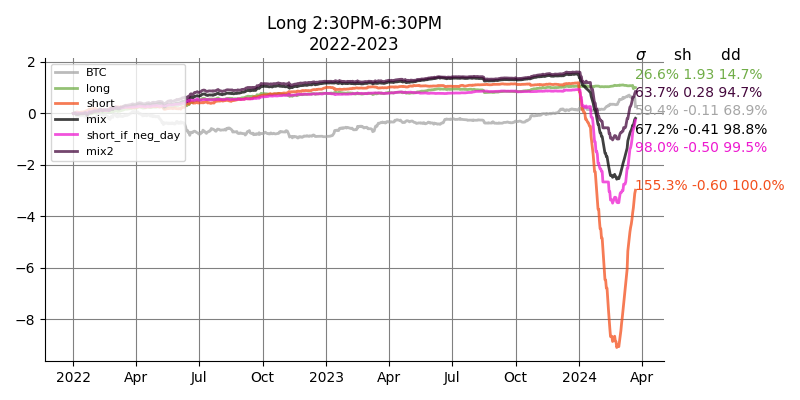 Long 2:30PM-6:30PM
2022-2023
σ sh dd
26.6% 1.93 14.7%
63.7% 0.28 94.7%
59.4% -0.11 68.9%
67.2% -0.41 98.8%
98.0% -0.50 99.5%
155.3% -0.60 100.0%
BTC
long
short
mix
short_if_neg_day
mix2
2
0
−2
−4
−6
−8
2022 Apr Jul Oct 2023 Apr Jul Oct 2024 Apr